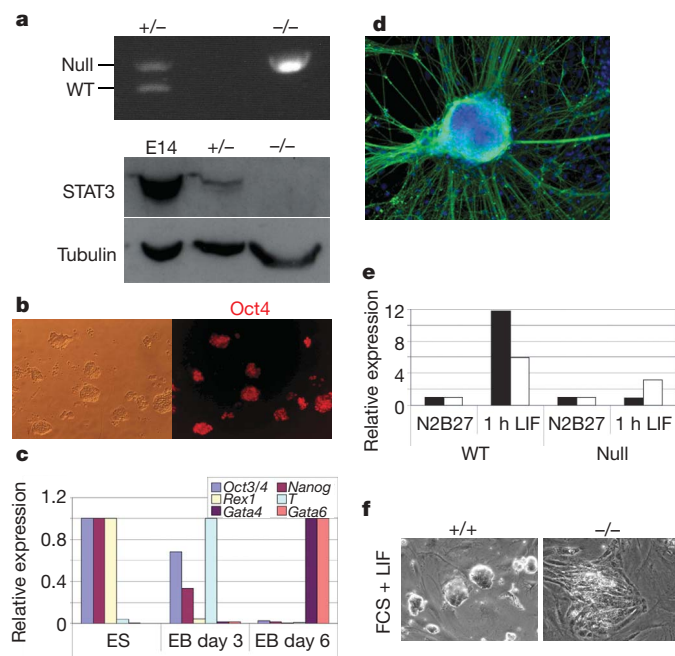 a
+/– –/–
Null
WT
E14 +/– –/–
STAT3
Tubulin
b
Oct4
c
Relative expression
1.2
0.8
0.4
0
Oct3/4 Nanog
Rex1 T
Gata4 Gata6
ES EB day 3 EB day 6
d
e
Relative expression
12
8
4
0
N2B27 1 h LIF N2B27 1 h LIF
WT Null
f
+/+ –/–
FCS + LIF